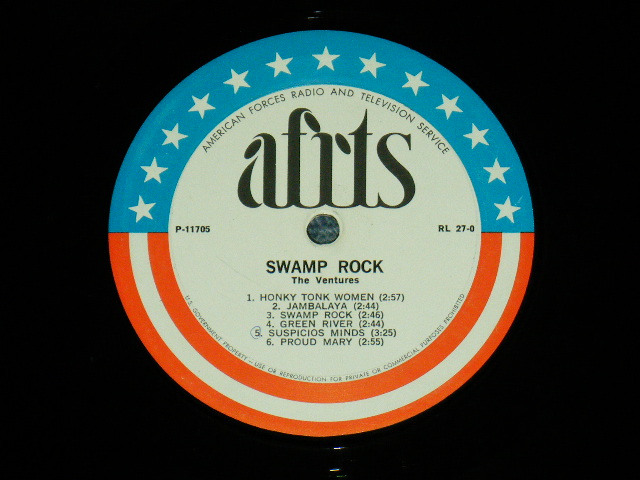 AMERICAN FORCES RADIO AND TELEVISION SERVICE
afrts
P-11705
RL 27-0
SWAMP ROCK
The Ventures
1. HONKY TONK WOMEN (2:57)
2. JAMBALAYA (2:44)
3. SWAMP ROCK (2:46)
4. GREEN RIVER (2:44)
5. SUSPICIOS MINDS (3:25)
6. PROUD MARY (2:55)
U.S. GOVERNMENT PROPERTY—USE OR REPRODUCTION FOR PRIVATE OR COMMERCIAL PURPOSES PROHIBITED